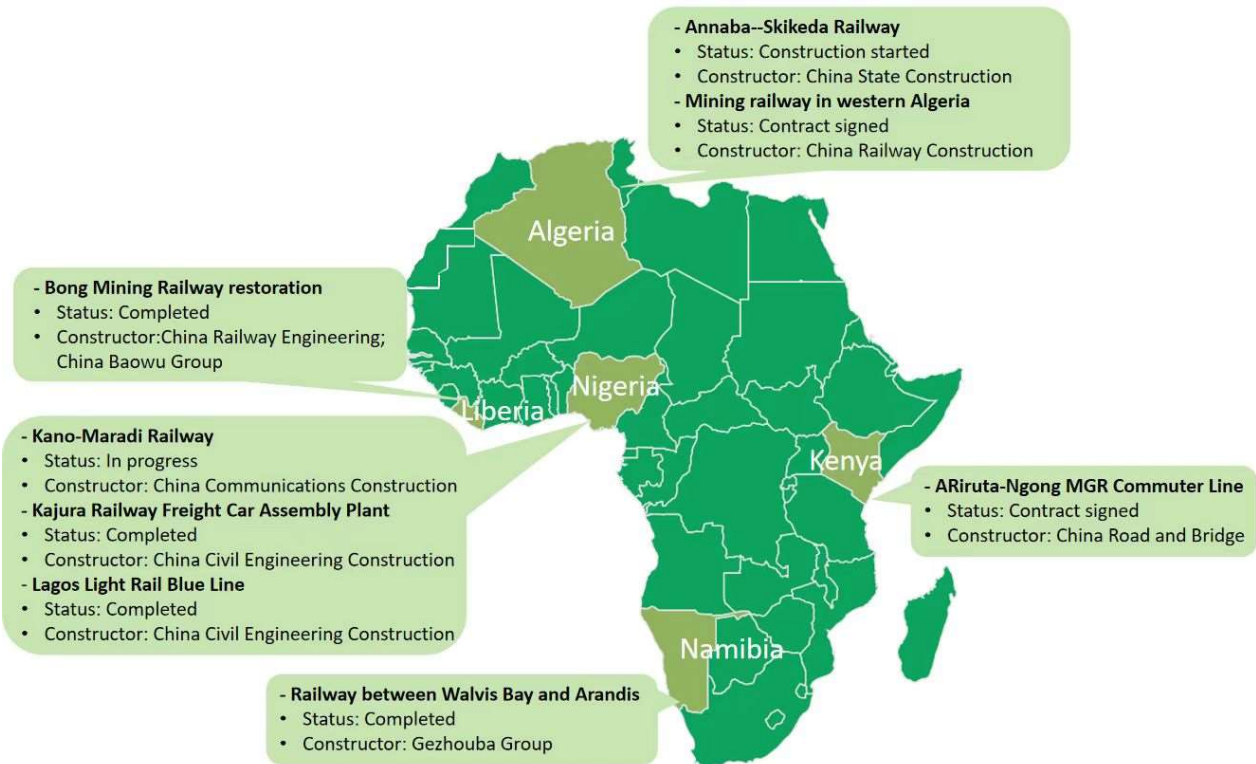 - Annaba--Skikeda Railway
• Status: Construction started
• Constructor: China State Construction
- Mining railway in western Algeria
• Status: Contract signed
• Constructor: China Railway Construction
Algeria
- Bong Mining Railway restoration
• Status: Completed
• Constructor:China Railway Engineering;
China Baowu Group
Nigeria
Liberia
- Kano-Maradi Railway
• Status: In progress
• Constructor: China Communications Construction
- Kajura Railway Freight Car Assembly Plant
• Status: Completed
• Constructor: China Civil Engineering Construction
- Lagos Light Rail Blue Line
• Status: Completed
• Constructor: China Civil Engineering Construction
Kenya
- ARiruta-Ngong MGR Commuter Line
• Status: Contract signed
• Constructor: China Road and Bridge
Namibia
- Railway between Walvis Bay and Arandis
• Status: Completed
• Constructor: Gezhouba Group